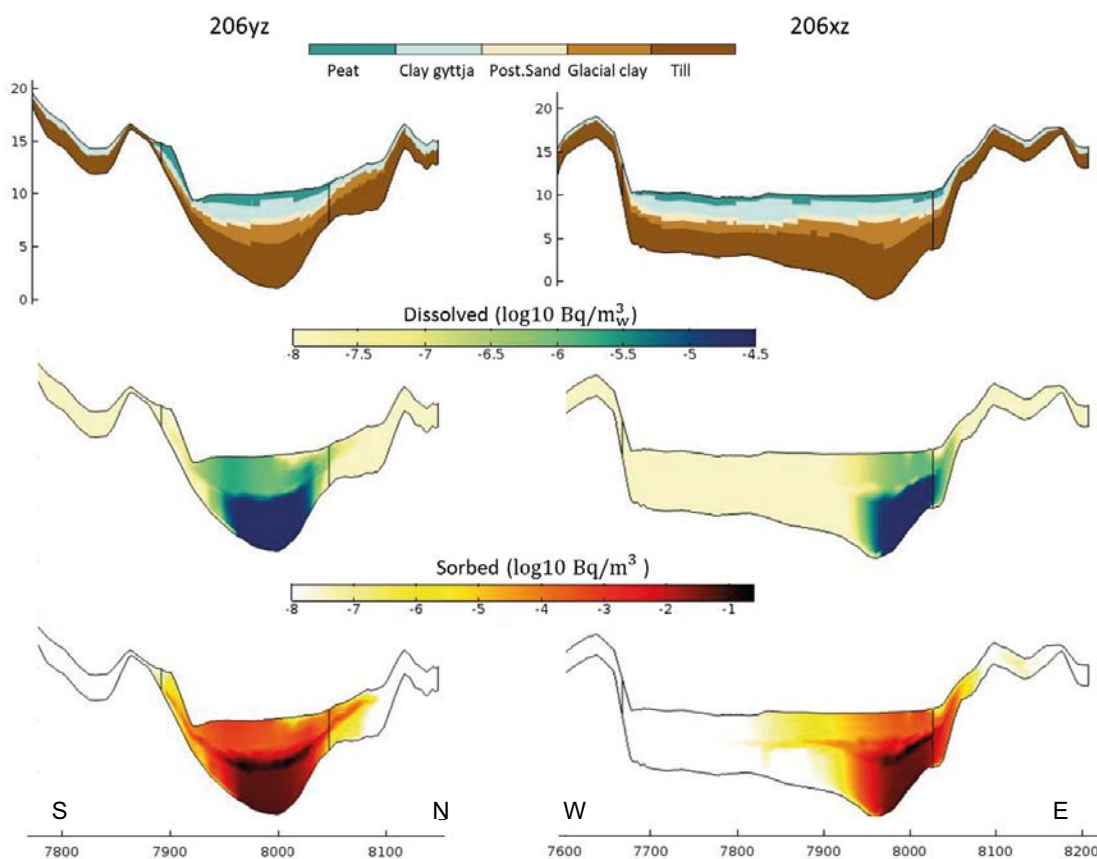 206yz 206xz
Peat Clay gyttja Post.Sand Glacial clay Till
20
15
10
5
0
20
15
10
5
0
Dissolved (log10 Bq/m³w)
-8 -7.5 -7 -6.5 -6 -5.5 -5 -4.5
Sorbed (log10 Bq/m³ )
-8 -7 -6 -5 -4 -3 -2 -1
S N W E
7800 7900 8000 8100 7600 7700 7800 7900 8000 8100 8200